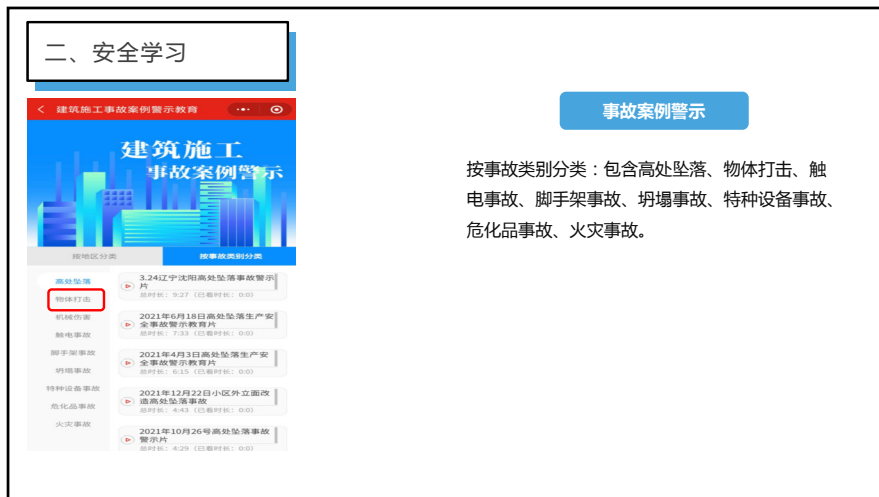 二、安全学习
建筑施工事故案例警示教育
建筑施工
事故案例警示
按地区分类
按事故类别分类
高处坠落
物体打击
机械伤害
触电事故
脚手架事故
坍塌事故
特种设备事故
危化品事故
火灾事故
3.24辽宁沈阳高处坠落事故警示
片
总时长：9:27（已看时长：0:0）
2021年6月18日高处坠落生产安
全事故警示教育片
总时长：7:33（已看时长：0:0）
2021年4月3日高处坠落生产安
全事故警示教育片
总时长：6:15（已看时长：0:0）
2021年12月22日小区外立面改
造高处坠落事故
总时长：4:43（已看时长：0:0）
2021年10月26号高处坠落事故
警示片
总时长：4:29（已看时长：0:0）
事故案例警示
按事故类别分类：包含高处坠落、物体打击、触
电事故、脚手架事故、坍塌事故、特种设备事故、
危化品事故、火灾事故。